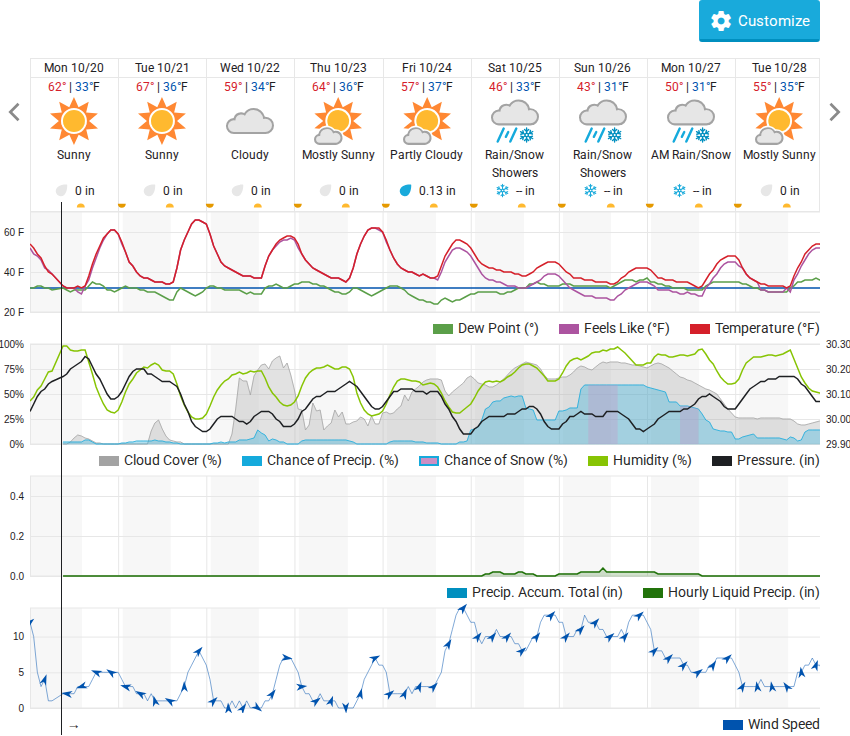 Customize
Mon 10/20 Tue 10/21 Wed 10/22 Thu 10/23 Fri 10/24 Sat 10/25 Sun 10/26 Mon 10/27 Tue 10/28
62° | 33°F 67° | 36°F 59° | 34°F 64° | 36°F 57° | 37°F 46° | 33°F 43° | 31°F 50° | 31°F 55° | 35°F
Sunny Sunny Cloudy Mostly Sunny Partly Cloudy Rain/Snow Rain/Snow AM Rain/Snow Mostly Sunny
Showers Showers
0 in 0 in 0 in 0 in 0.13 in -- in -- in -- in 0 in
60 F
40 F
20 F
Dew Point (°) Feels Like (°F) Temperature (°F)
100% 30.30
75% 30.20
50% 30.10
25% 30.00
0% 29.90
Cloud Cover (%) Chance of Precip. (%) Chance of Snow (%) Humidity (%) Pressure. (in)
0.4
0.2
0.0
Precip. Accum. Total (in) Hourly Liquid Precip. (in)
10
5
0
→ Wind Speed